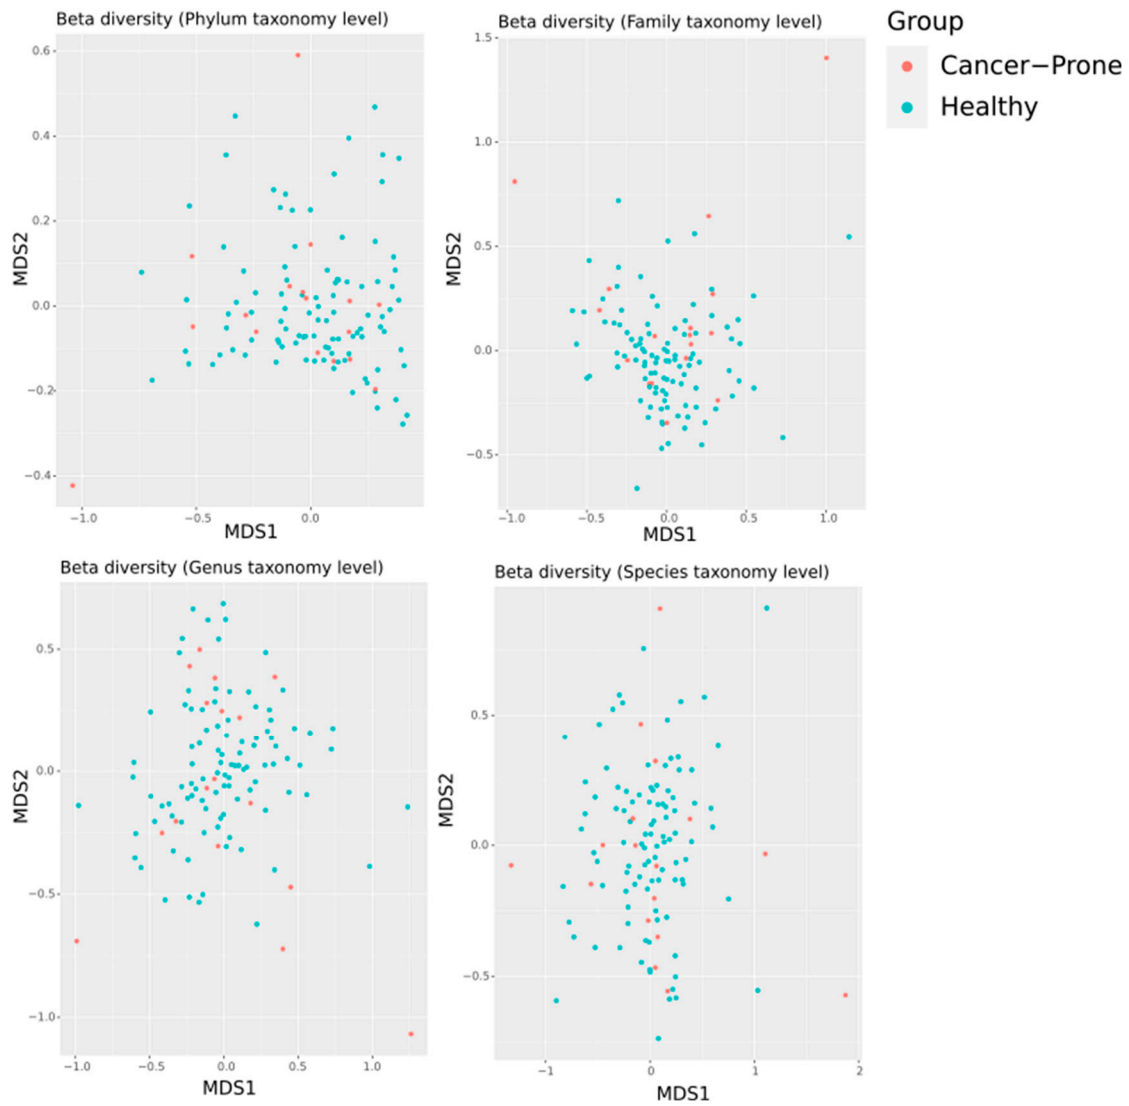 Beta diversity (Phylum taxonomy level)
0.6
0.4
0.2
0.0
−0.2
−0.4
MDS2
−1.0 −0.5 0.0
MDS1
Beta diversity (Family taxonomy level)
1.5
1.0
0.5
0.0
−0.5
MDS2
−1.0 −0.5 0.0 0.5 1.0
MDS1
Group
Cancer−Prone
Healthy
Beta diversity (Genus taxonomy level)
0.5
0.0
−0.5
−1.0
MDS2
−1.0 −0.5 0.0 0.5 1.0
MDS1
Beta diversity (Species taxonomy level)
0.5
0.0
−0.5
MDS2
−1 0 1 2
MDS1